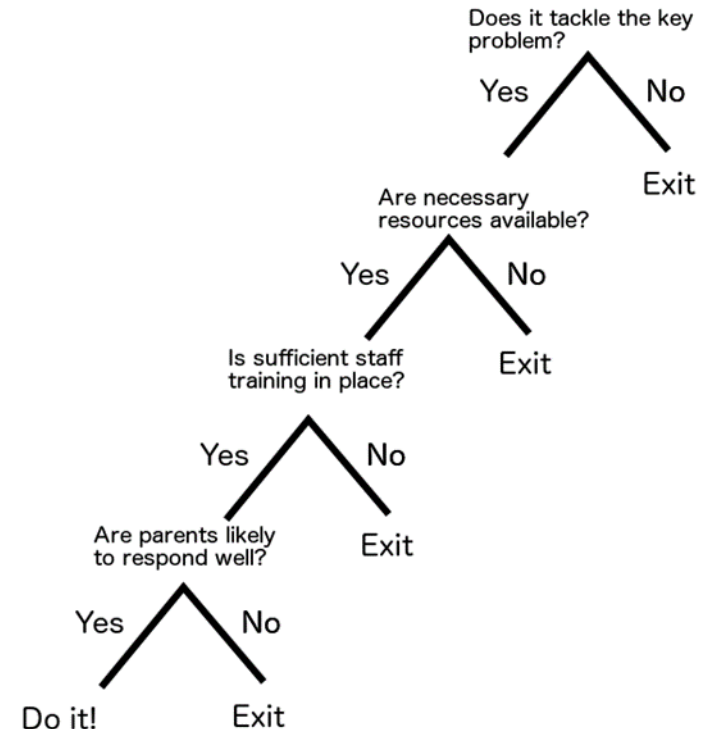 Does it tackle the key
problem?
Yes
No
Exit
Are necessary
resources available?
Yes
No
Exit
Is sufficient staff
training in place?
Yes
No
Exit
Are parents likely
to respond well?
Yes
No
Do it!
Exit